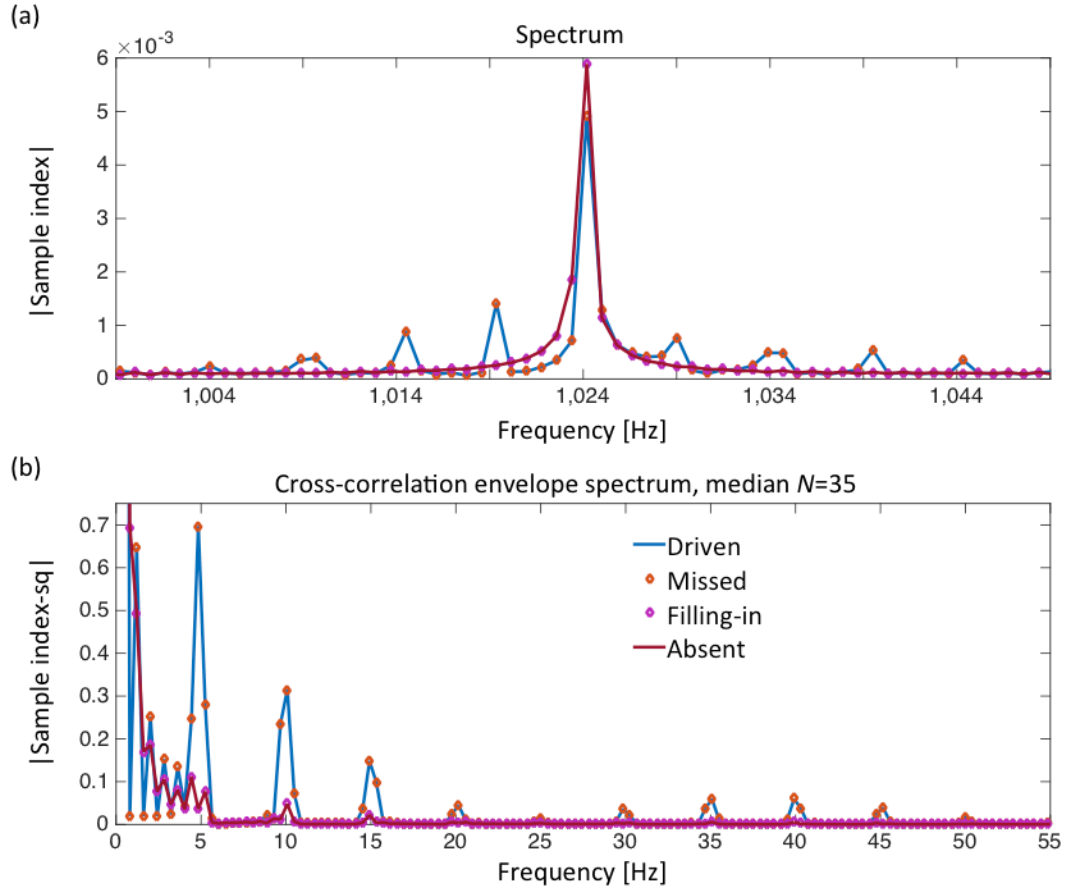 (a)
Spectrum
×10⁻³
6
5
4
3
2
1
0
|Sample index|
1,004 1,014 1,024 1,034 1,044
Frequency [Hz]
(b)
Cross-correlation envelope spectrum, median N=35
0.7
0.6
0.5
0.4
0.3
0.2
0.1
0
|Sample index-sq|
Driven
Missed
Filling-in
Absent
0 5 10 15 20 25 30 35 40 45 50 55
Frequency [Hz]